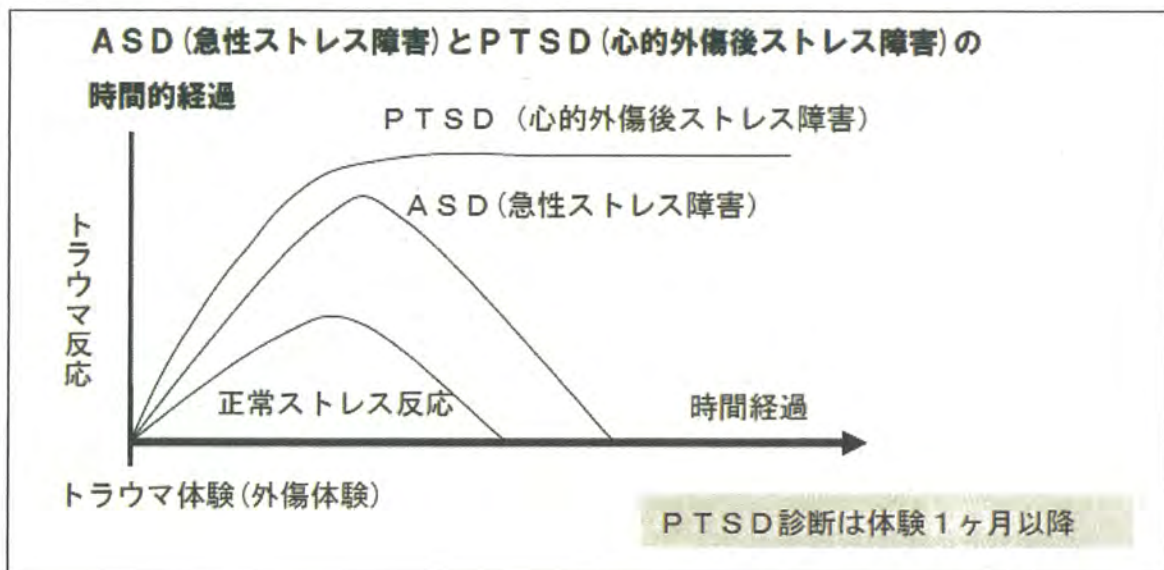 ＡＳＤ(急性ストレス障害)とＰＴＳＤ(心的外傷後ストレス障害)の
時間的経過
ＰＴＳＤ（心的外傷後ストレス障害）
ＡＳＤ(急性ストレス障害)
トラウマ反応
正常ストレス反応
時間経過
トラウマ体験(外傷体験)
ＰＴＳＤ診断は体験１ヶ月以降